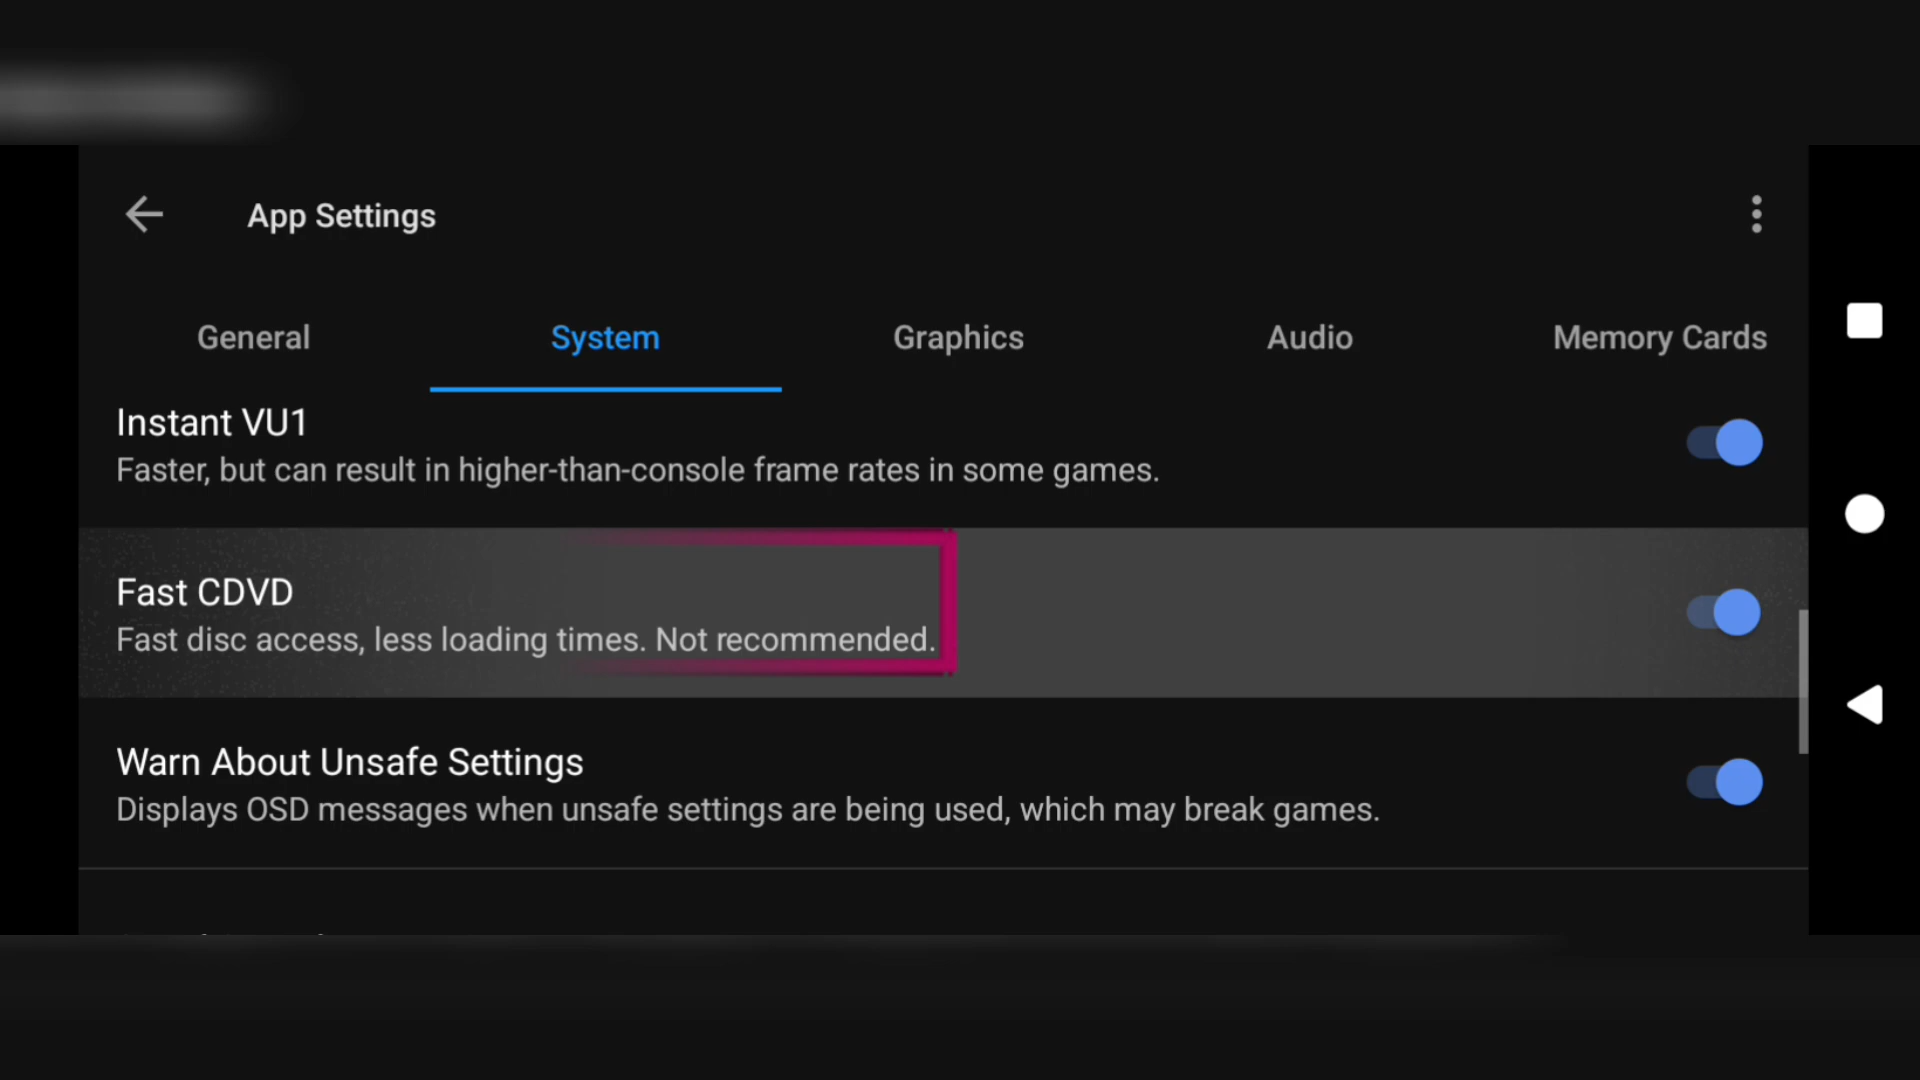 App Settings
General System Graphics Audio Memory Cards
Instant VU1
Faster, but can result in higher-than-console frame rates in some games.
Fast CDVD
Fast disc access, less loading times. Not recommended.
Warn About Unsafe Settings
Displays OSD messages when unsafe settings are being used, which may break games.